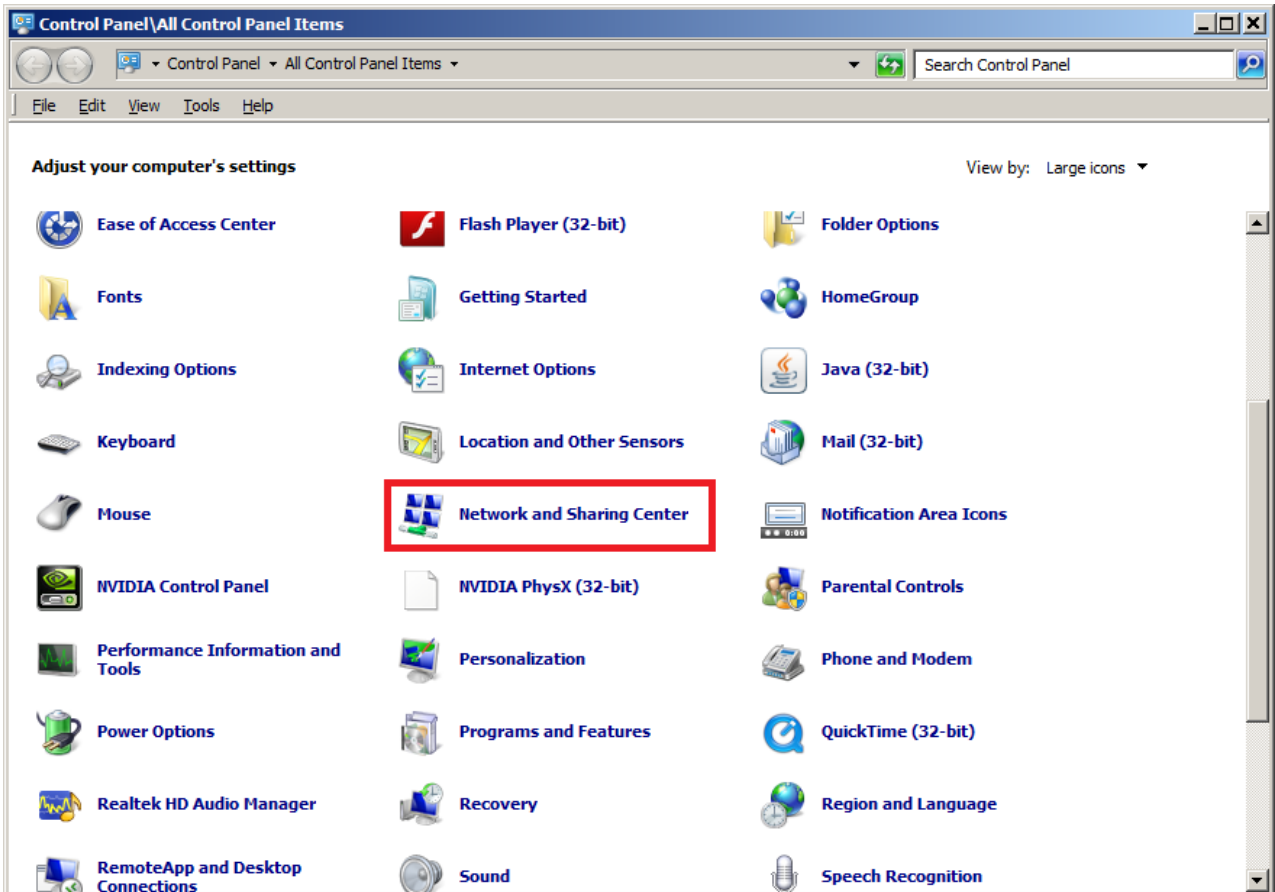 Control Panel\All Control Panel Items
Control Panel All Control Panel Items
Search Control Panel
File Edit View Tools Help
Adjust your computer's settings
View by: Large icons
Ease of Access Center
Flash Player (32-bit)
Folder Options
Fonts
Getting Started
HomeGroup
Indexing Options
Internet Options
Java (32-bit)
Keyboard
Location and Other Sensors
Mail (32-bit)
Mouse
Network and Sharing Center
Notification Area Icons
NVIDIA Control Panel
NVIDIA PhysX (32-bit)
Parental Controls
Performance Information and
Tools
Personalization
Phone and Modem
Power Options
Programs and Features
QuickTime (32-bit)
Realtek HD Audio Manager
Recovery
Region and Language
RemoteApp and Desktop
Connections
Sound
Speech Recognition